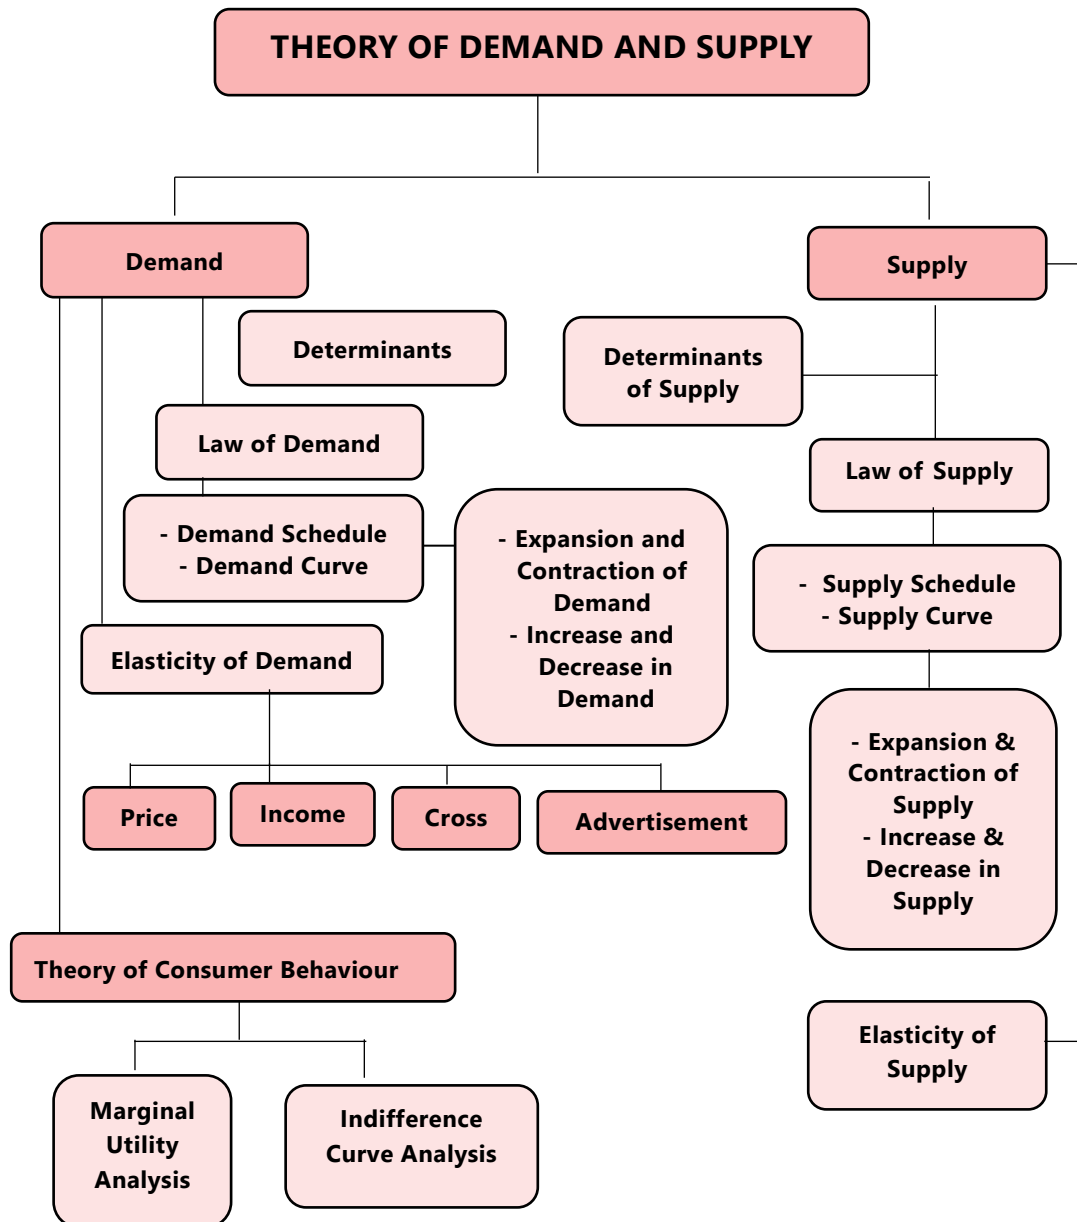 THEORY OF DEMAND AND SUPPLY
Demand
Supply
Determinants
Determinants
of Supply
Law of Demand
Law of Supply
- Demand Schedule
- Demand Curve
- Expansion and
Contraction of
Demand
- Increase and
Decrease in
Demand
- Supply Schedule
- Supply Curve
Elasticity of Demand
- Expansion &
Contraction of
Supply
- Increase &
Decrease in
Supply
Price
Income
Cross
Advertisement
Theory of Consumer Behaviour
Elasticity of
Supply
Marginal
Utility
Analysis
Indifference
Curve Analysis